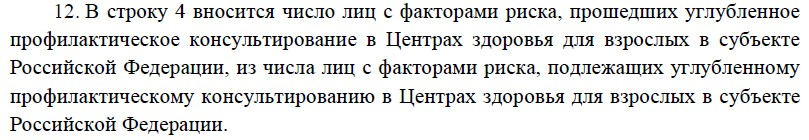 12. В строку 4 вносится число лиц с факторами риска, прошедших углубленное
профилактическое консультирование в Центрах здоровья для взрослых в субъекте
Российской Федерации, из числа лиц с факторами риска, подлежащих углубленному
профилактическому консультированию в Центрах здоровья для взрослых в субъекте
Российской Федерации.